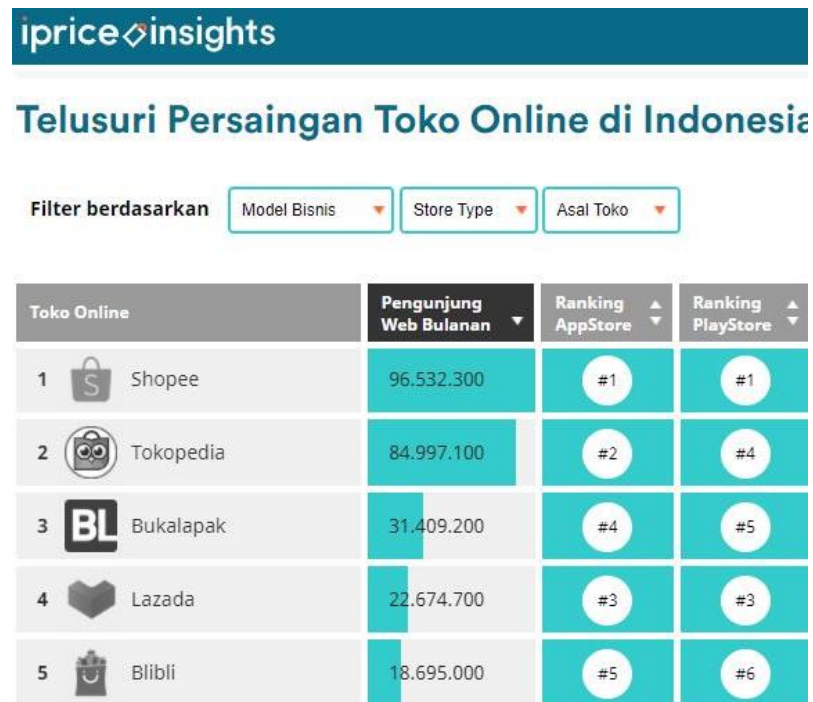 iprice insights
Telusuri Persaingan Toko Online di Indonesia
Filter berdasarkan Model Bisnis Store Type Asal Toko
Toko Online Pengunjung Web Bulanan Ranking AppStore Ranking PlayStore
1 S Shopee 96.532.300 #1 #1
2 Tokopedia 84.997.100 #2 #4
3 BL Bukalapak 31.409.200 #4 #5
4 Lazada 22.674.700 #3 #3
5 Blibli 18.695.000 #5 #6